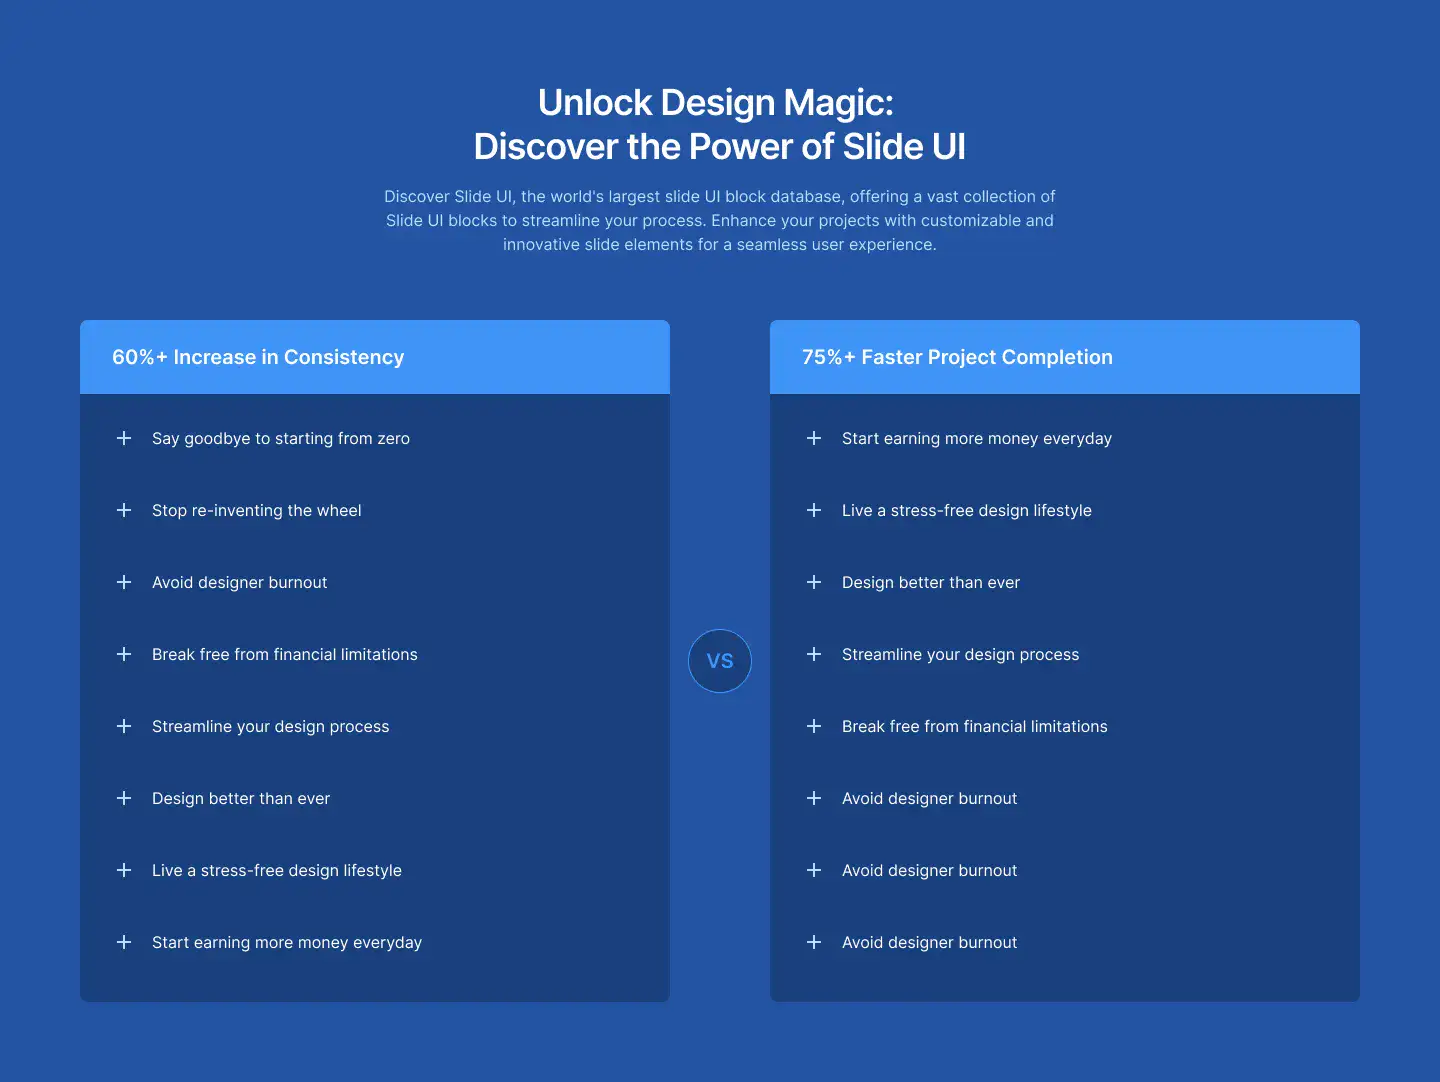 Unlock Design Magic:
Discover the Power of Slide UI
Discover Slide UI, the world's largest slide UI block database, offering a vast collection of
Slide UI blocks to streamline your process. Enhance your projects with customizable and
innovative slide elements for a seamless user experience.
60%+ Increase in Consistency
Say goodbye to starting from zero
Stop re-inventing the wheel
Avoid designer burnout
Break free from financial limitations
Streamline your design process
Design better than ever
Live a stress-free design lifestyle
Start earning more money everyday
VS
75%+ Faster Project Completion
Start earning more money everyday
Live a stress-free design lifestyle
Design better than ever
Streamline your design process
Break free from financial limitations
Avoid designer burnout
Avoid designer burnout
Avoid designer burnout